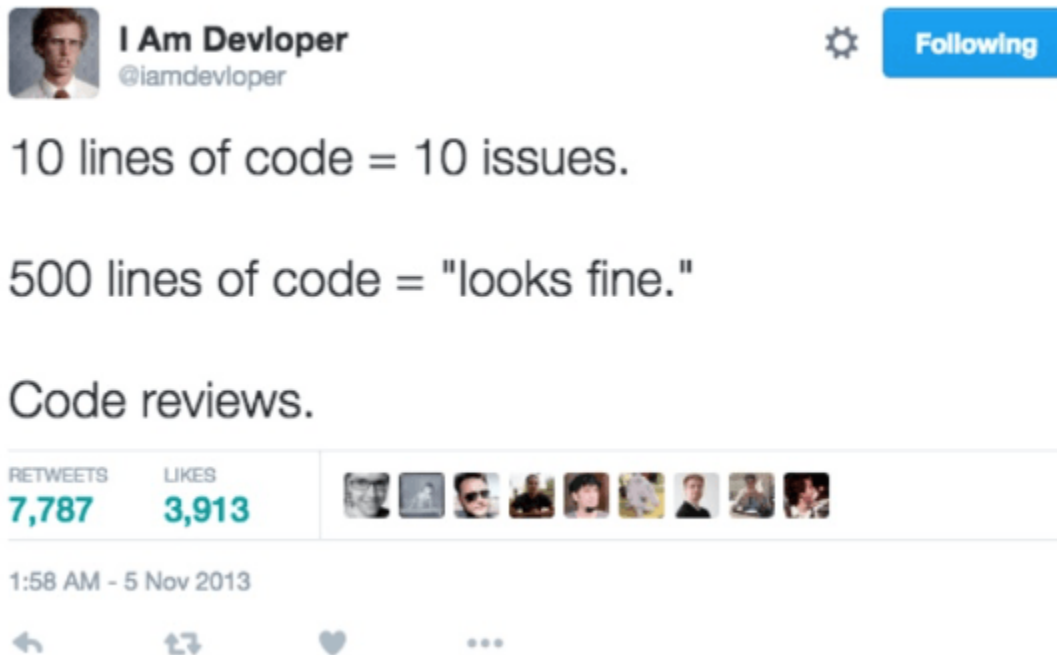 I Am Devloper
@iamdevloper
Following
10 lines of code = 10 issues.
500 lines of code = "looks fine."
Code reviews.
RETWEETS LIKES
7,787 3,913
1:58 AM - 5 Nov 2013